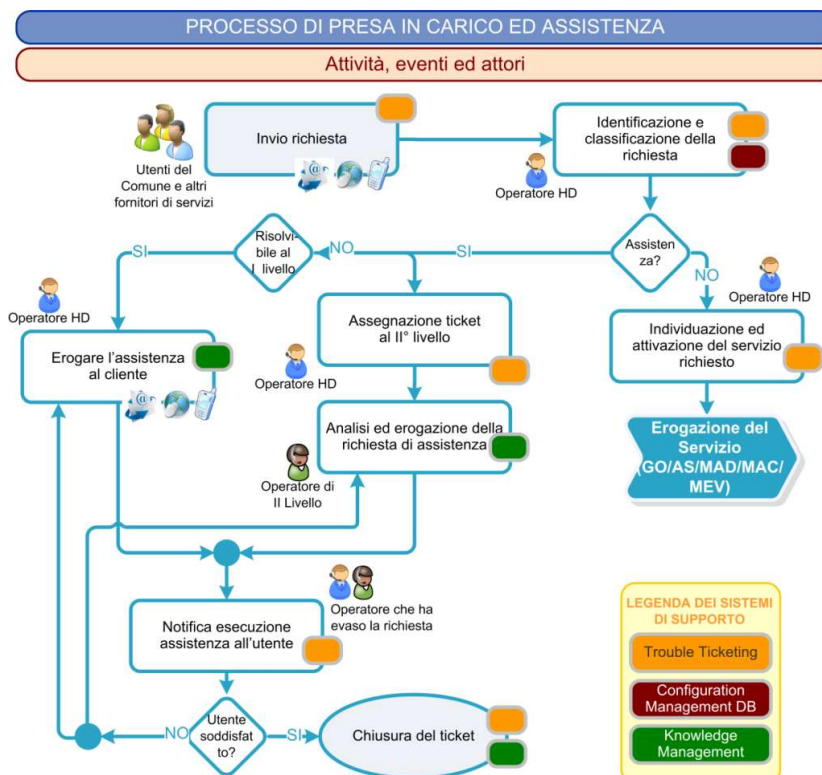 PROCESSO DI PRESA IN CARICO ED ASSISTENZA
Attività, eventi ed attori
Utenti del
Comune e altri
fornitori di servizi
Invio richiesta
Operatore HD
Identificazione e
classificazione della
richiesta
Risolvi-
bile al
I livello
SI
NO
SI
Assisten
za?
NO
Operatore HD
Erogare l'assistenza
al cliente
Assegnazione ticket
al II° livello
Operatore HD
Operatore HD
Individuazione ed
attivazione del servizio
richiesto
Analisi ed erogazione della
richiesta di assistenza
Operatore di
II Livello
Erogazione del
Servizio
(GO/AS/MAD/MAC/
MEV)
Operatore che ha
evaso la richiesta
Notifica esecuzione
assistenza all'utente
NO
Utente
soddisfat
to?
SI
Chiusura del ticket
LEGENDA DEI SISTEMI
DI SUPPORTO
Trouble Ticketing
Configuration
Management DB
Knowledge
Management